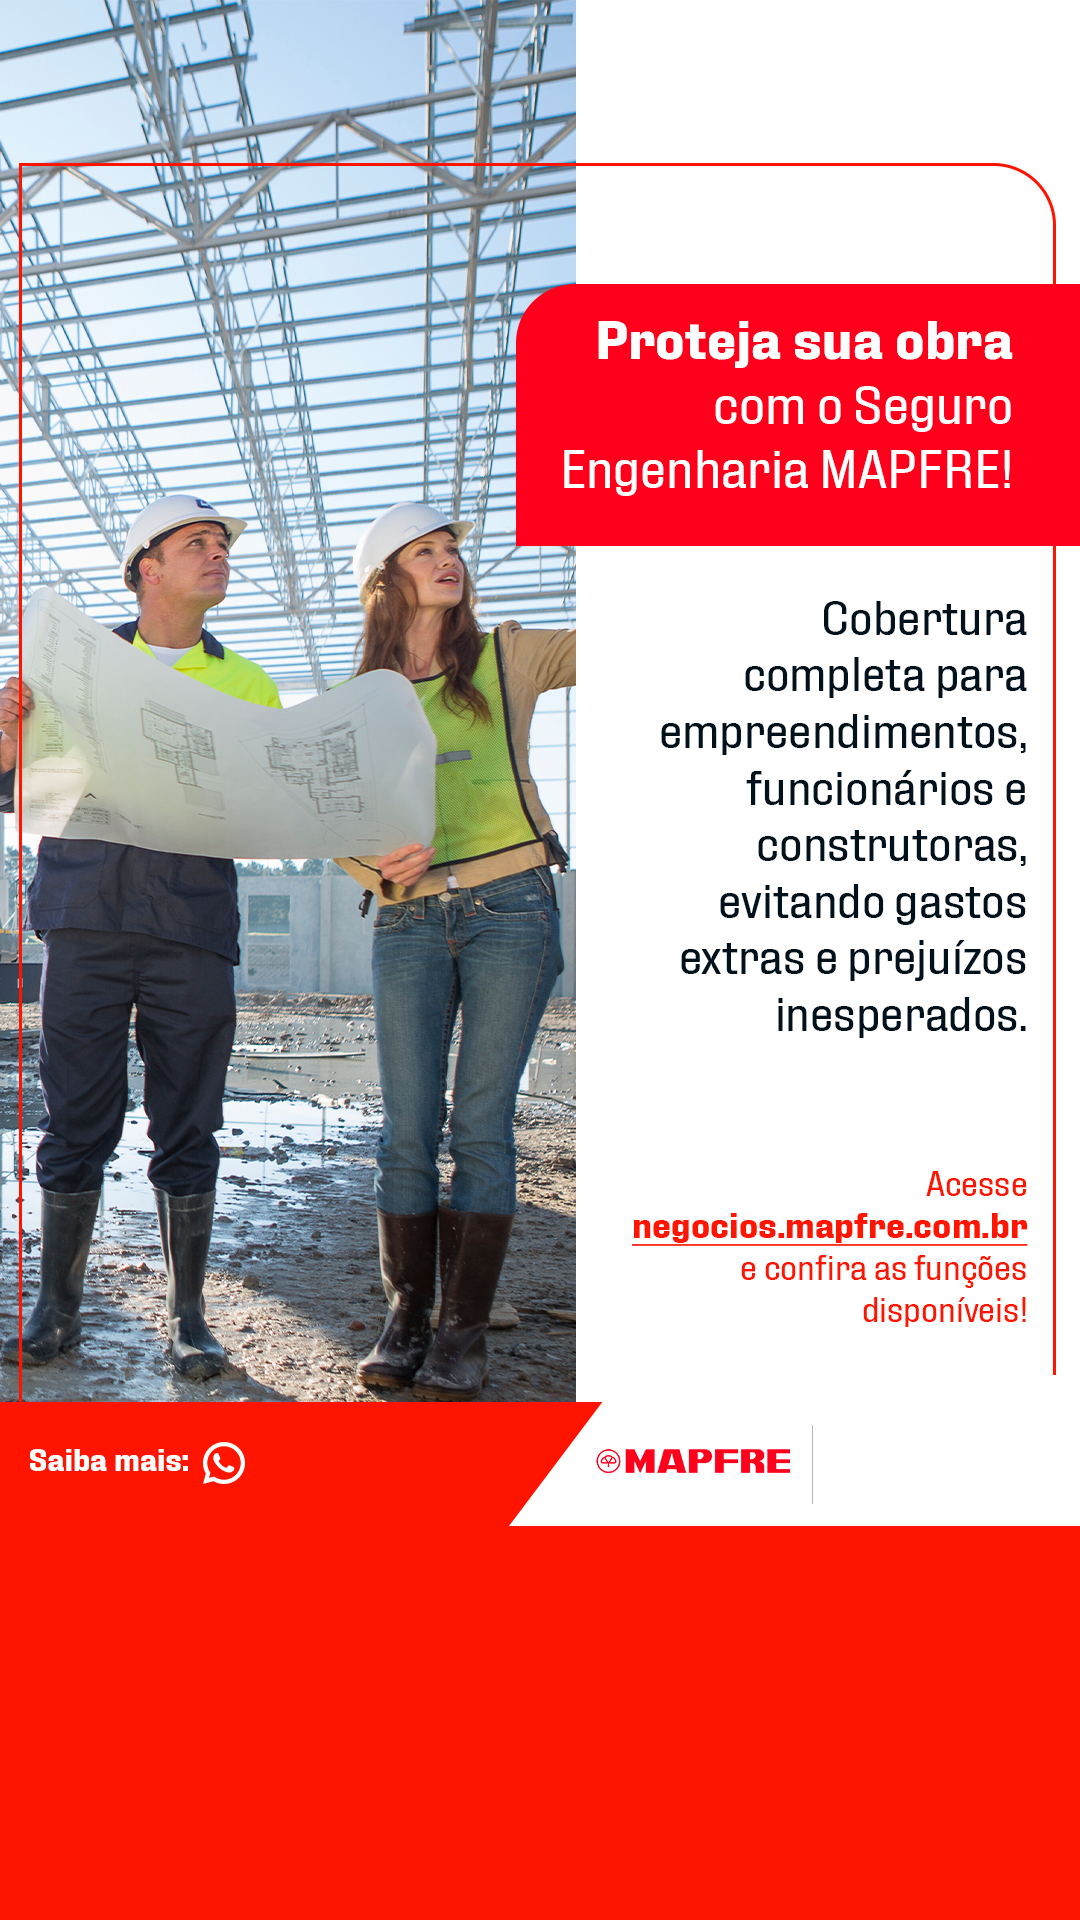 Proteja sua obra
com o Seguro
Engenharia MAPFRE!
Cobertura
completa para
empreendimentos,
funcionários e
construtoras,
evitando gastos
extras e prejuízos
inesperados.
Acesse
negocios.mapfre.com.br
e confira as funções
disponíveis!
Saiba mais:
MAPFRE